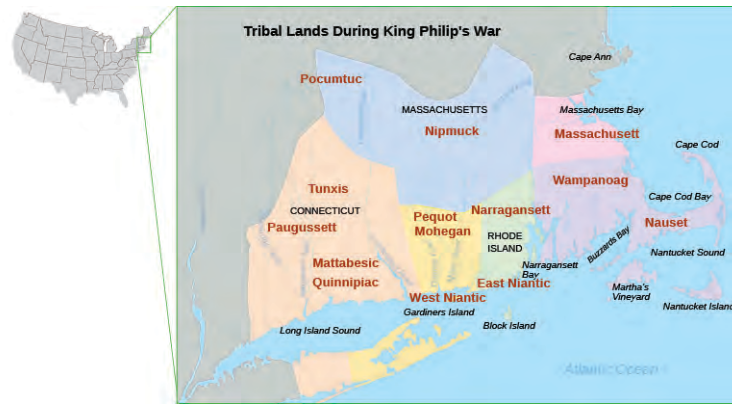 Tribal Lands During King Philip's War
Cape Ann
Pocumtuc
MASSACHUSETTS
Massachusetts Bay
Nipmuck
Massachusett
Cape Cod
Wampanoag
Tunxis
Cape Cod Bay
CONNECTICUT
Pequot
Narragansett
Paugussett
Mohegan
Nauset
RHODE
ISLAND
Buzzards Bay
Nantucket Sound
Mattabesic
Narragansett
Bay
Quinnipiac
East Niantic
Martha's
Vineyard
West Niantic
Nantucket Island
Gardiners Island
Long Island Sound
Block Island
Atlantic Ocean